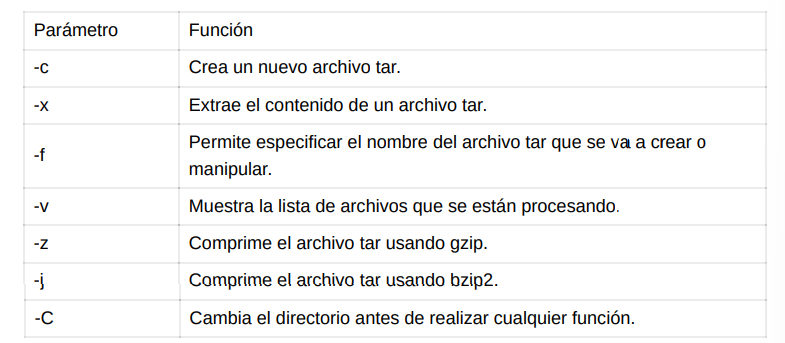 Parámetro Función
-c Crea un nuevo archivo tar.
-x Extrae el contenido de un archivo tar.
-f Permite especificar el nombre del archivo tar que se va a crear o
manipular.
-v Muestra la lista de archivos que se están procesando.
-z Comprime el archivo tar usando gzip.
-j Comprime el archivo tar usando bzip2.
-C Cambia el directorio antes de realizar cualquier función.